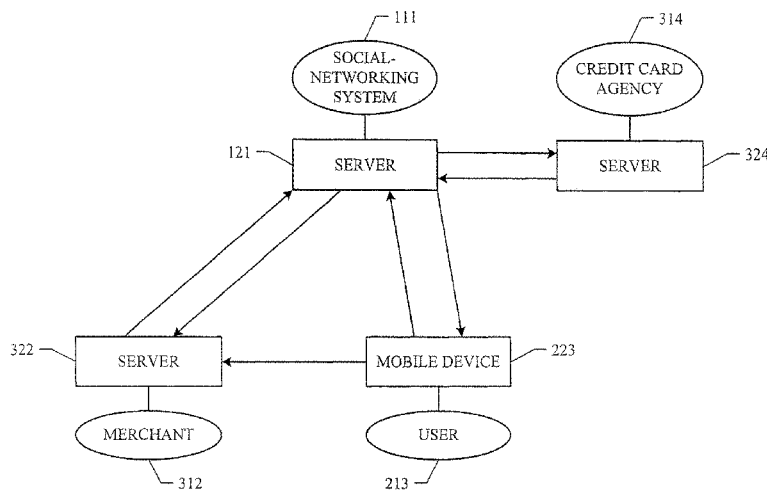 111
314
SOCIAL-
NETWORKING
SYSTEM
CREDIT CARD
AGENCY
121
SERVER
SERVER
324
322
SERVER
MOBILE DEVICE
223
MERCHANT
USER
312
213